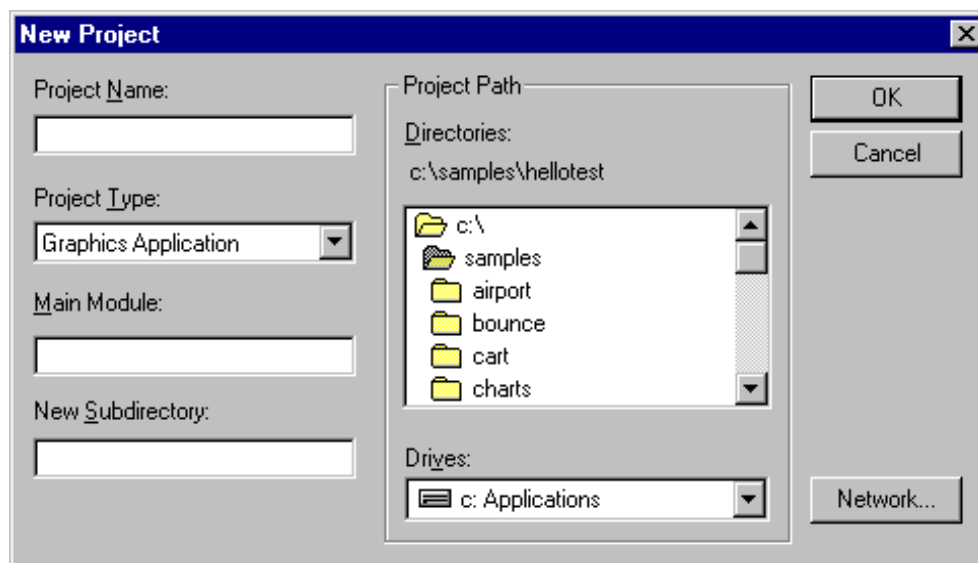 New Project
Project Name:
Project Type:
Graphics Application
Main Module:
New Subdirectory:
Project Path
Directories:
c:\samples\hellotest
c:\
samples
airport
bounce
cart
charts
Drives:
c: Applications
OK
Cancel
Network...